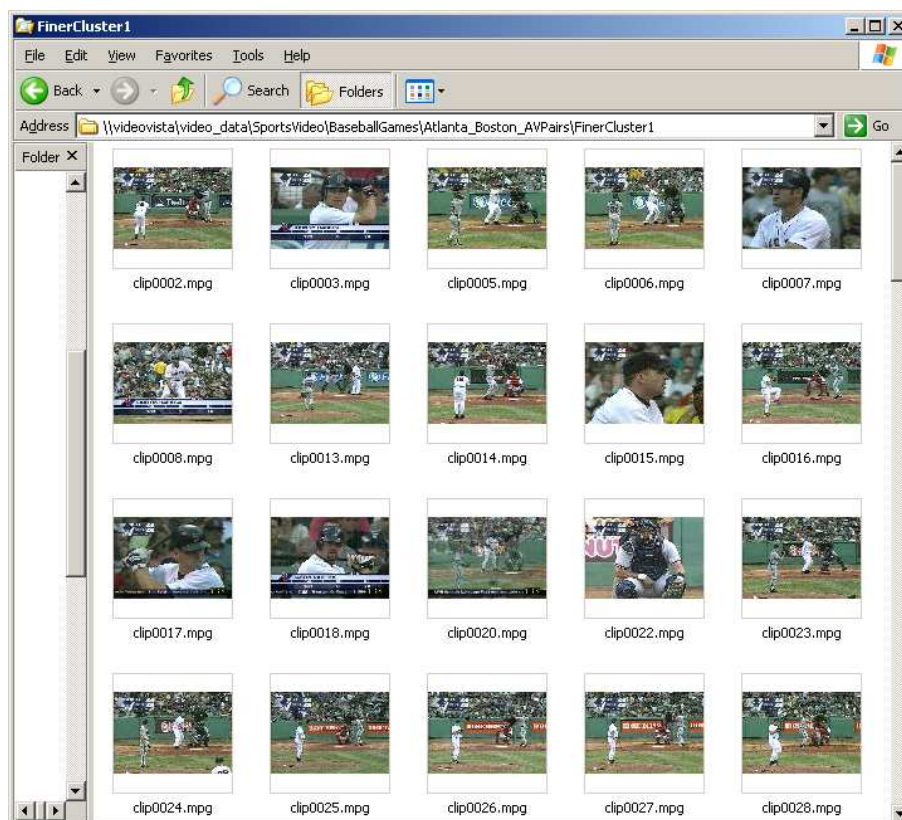 FinerCluster1
File Edit View Favorites Tools Help
Back Search Folders
Address \\videovista\video_data\SportsVideo\BaseballGames\Atlanta_Boston_AVPairs\FinerCluster1 Go
Folder
clip0002.mpg clip0003.mpg clip0005.mpg clip0006.mpg clip0007.mpg
clip0008.mpg clip0013.mpg clip0014.mpg clip0015.mpg clip0016.mpg
clip0017.mpg clip0018.mpg clip0020.mpg clip0022.mpg clip0023.mpg
clip0024.mpg clip0025.mpg clip0026.mpg clip0027.mpg clip0028.mpg